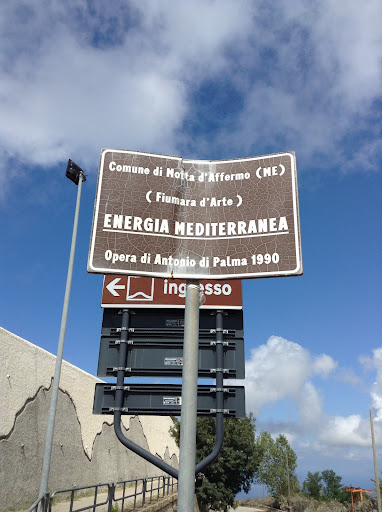 Comune di Motta d'Affermo (ME)
( Fiumara d'Arte )
ENERGIA MEDITERRANEA
Opera di Antonio di Palma 1990
ingresso